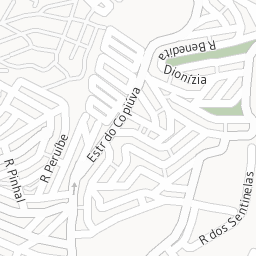 R Benedita
Dionízia
Estr do Copiúva
R Peruíbe
R Pinhal
R dos Sentinelas